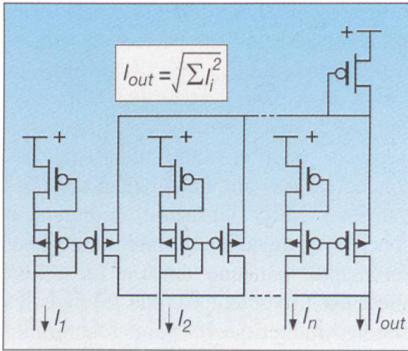 +
I_out = √ΣI_i²
+ + +
I_1 I_2 I_n I_out